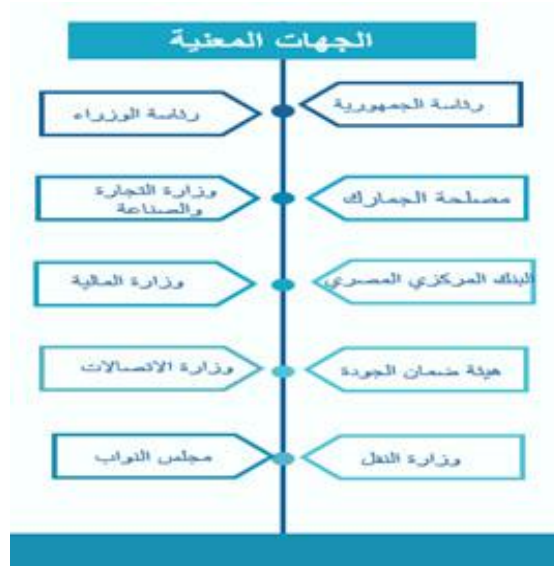 الجهات المعنية
رئاسة الجمهورية
رئاسة الوزراء
مصلحة الجمارك
وزارة التجارة
والصناعة
البنك المركزي المصري
وزارة المالية
هيئة ضمان الجودة
وزارة الاتصالات
وزارة النقل
مجلس النواب